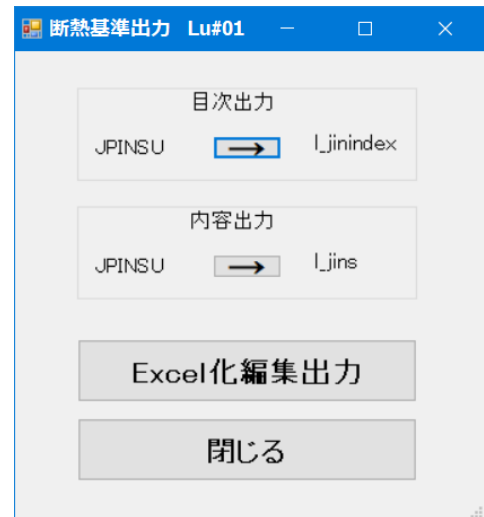 断熱基準出力 Lu#01
目次出力
JPINSU → l_jinindex
内容出力
JPINSU → l_jins
Excel化編集出力
閉じる